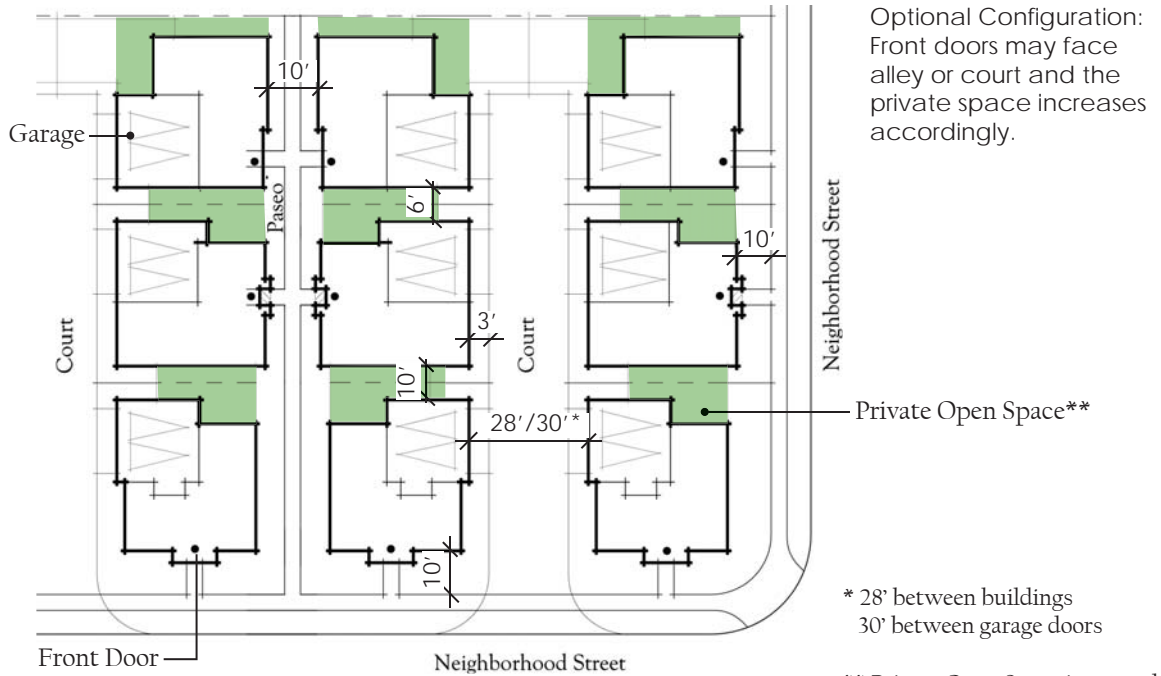 Optional Configuration:
Front doors may face
alley or court and the
private space increases
accordingly.
10'
Garage
Paseo
6'
10'
Neighborhood Street
Court
3'
Court
10'
Private Open Space**
28'/30'*
10'
* 28' between buildings
30' between garage doors
Front Door
Neighborhood Street